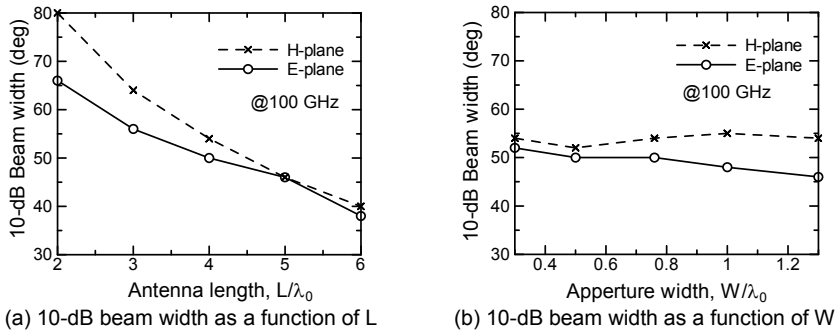 80
70
60
50
40
30
10-dB Beam width (deg)
H-plane
E-plane
@100 GHz
2 3 4 5 6
Antenna length, L/λ0
(a) 10-dB beam width as a function of L
80
70
60
50
40
30
10-dB Beam width (deg)
H-plane
E-plane
@100 GHz
0.4 0.6 0.8 1 1.2
Apperture width, W/λ0
(b) 10-dB beam width as a function of W